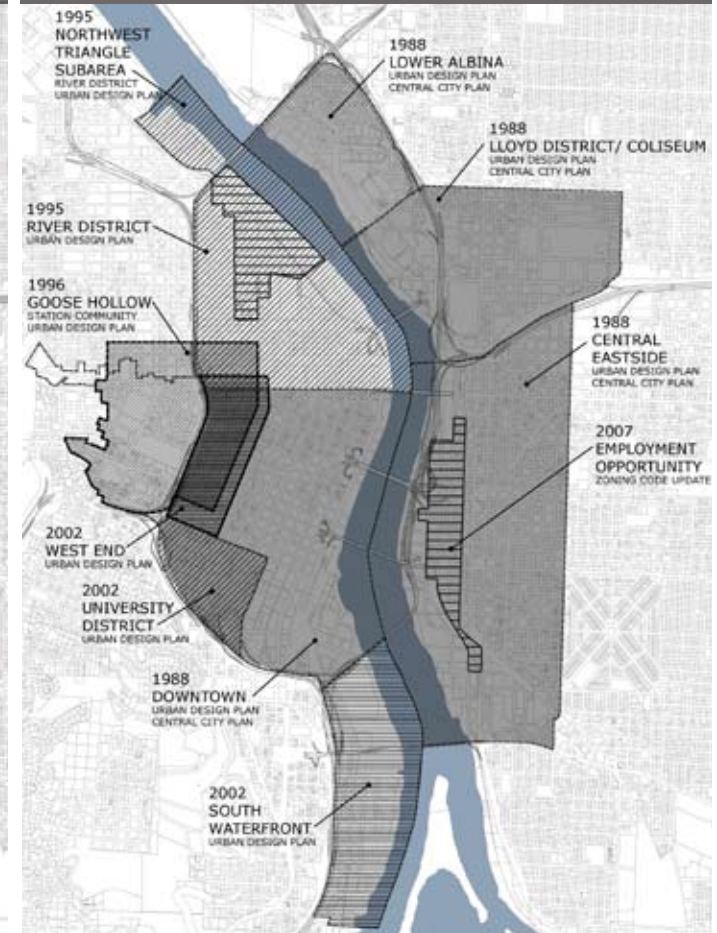 1995
NORTHWEST
TRIANGLE
SUBAREA
RIVER DISTRICT
URBAN DESIGN PLAN
1988
LOWER ALBINA
URBAN DESIGN PLAN
CENTRAL CITY PLAN
1988
LLOYD DISTRICT/ COLISEUM
URBAN DESIGN PLAN
CENTRAL CITY PLAN
1995
RIVER DISTRICT
URBAN DESIGN PLAN
1996
GOOSE HOLLOW
STATION COMMUNITY
URBAN DESIGN PLAN
1988
CENTRAL
EASTSIDE
URBAN DESIGN PLAN
CENTRAL CITY PLAN
2007
EMPLOYMENT
OPPORTUNITY
ZONING CODE UPDATE
2002
WEST END
URBAN DESIGN PLAN
2002
UNIVERSITY
DISTRICT
URBAN DESIGN PLAN
1988
DOWNTOWN
URBAN DESIGN PLAN
CENTRAL CITY PLAN
2002
SOUTH
WATERFRONT
URBAN DESIGN PLAN